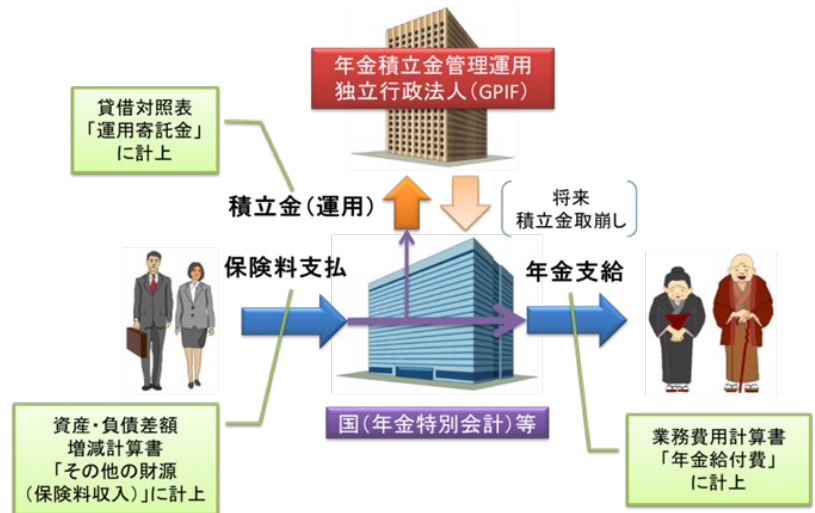 年金積立金管理運用
独立行政法人(GPIF)
貸借対照表
「運用寄託金」
に計上
積立金(運用)
将来
積立金取崩し
保険料支払
年金支給
国(年金特別会計)等
資産・負債差額
増減計算書
「その他の財源
(保険料収入)」に計上
業務費用計算書
「年金給付費」
に計上